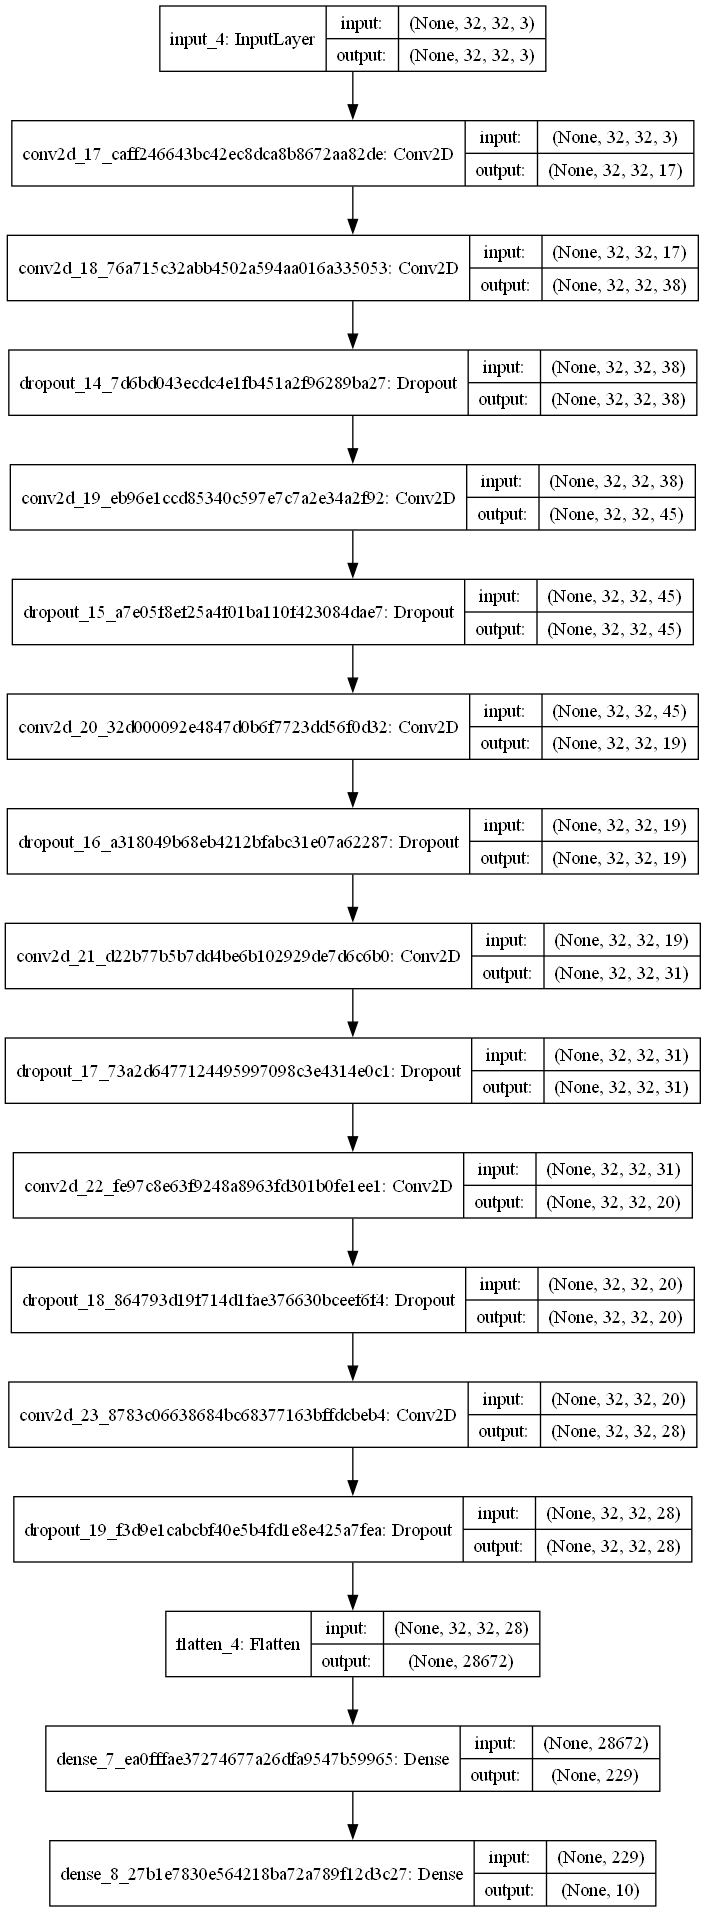 input_4: InputLayer
input: (None, 32, 32, 3)
output: (None, 32, 32, 3)
conv2d_17_caff246643bc42ec8dca8b8672aa82de: Conv2D
input: (None, 32, 32, 3)
output: (None, 32, 32, 17)
conv2d_18_76a715c32abb4502a594aa016a335053: Conv2D
input: (None, 32, 32, 17)
output: (None, 32, 32, 38)
dropout_14_7d6bd043ecdc4e1fb451a2f96289ba27: Dropout
input: (None, 32, 32, 38)
output: (None, 32, 32, 38)
conv2d_19_eb96e1ccd85340c597e7c7a2e34a2f92: Conv2D
input: (None, 32, 32, 38)
output: (None, 32, 32, 45)
dropout_15_a7e05f8ef25a4f01ba110f423084dae7: Dropout
input: (None, 32, 32, 45)
output: (None, 32, 32, 45)
conv2d_20_32d000092e4847d0b6f7723dd56f0d32: Conv2D
input: (None, 32, 32, 45)
output: (None, 32, 32, 19)
dropout_16_a318049b68eb4212bfabc31e07a62287: Dropout
input: (None, 32, 32, 19)
output: (None, 32, 32, 19)
conv2d_21_d22b77b5b7dd4be6b102929de7d6c6b0: Conv2D
input: (None, 32, 32, 19)
output: (None, 32, 32, 31)
dropout_17_73a2d6477124495997098c3e4314e0c1: Dropout
input: (None, 32, 32, 31)
output: (None, 32, 32, 31)
conv2d_22_fe97c8e63f9248a8963fd301b0fe1ee1: Conv2D
input: (None, 32, 32, 31)
output: (None, 32, 32, 20)
dropout_18_864793d19f714d1fae376630bceef6f4: Dropout
input: (None, 32, 32, 20)
output: (None, 32, 32, 20)
conv2d_23_8783c06638684bc68377163bffdcbeb4: Conv2D
input: (None, 32, 32, 20)
output: (None, 32, 32, 28)
dropout_19_f3d9e1cabcbf40e5b4fd1e8e425a7fea: Dropout
input: (None, 32, 32, 28)
output: (None, 32, 32, 28)
flatten_4: Flatten
input: (None, 32, 32, 28)
output: (None, 28672)
dense_7_ea0fffae37274677a26dfa9547b59965: Dense
input: (None, 28672)
output: (None, 229)
dense_8_27b1e7830e564218ba72a789f12d3c27: Dense
input: (None, 229)
output: (None, 10)